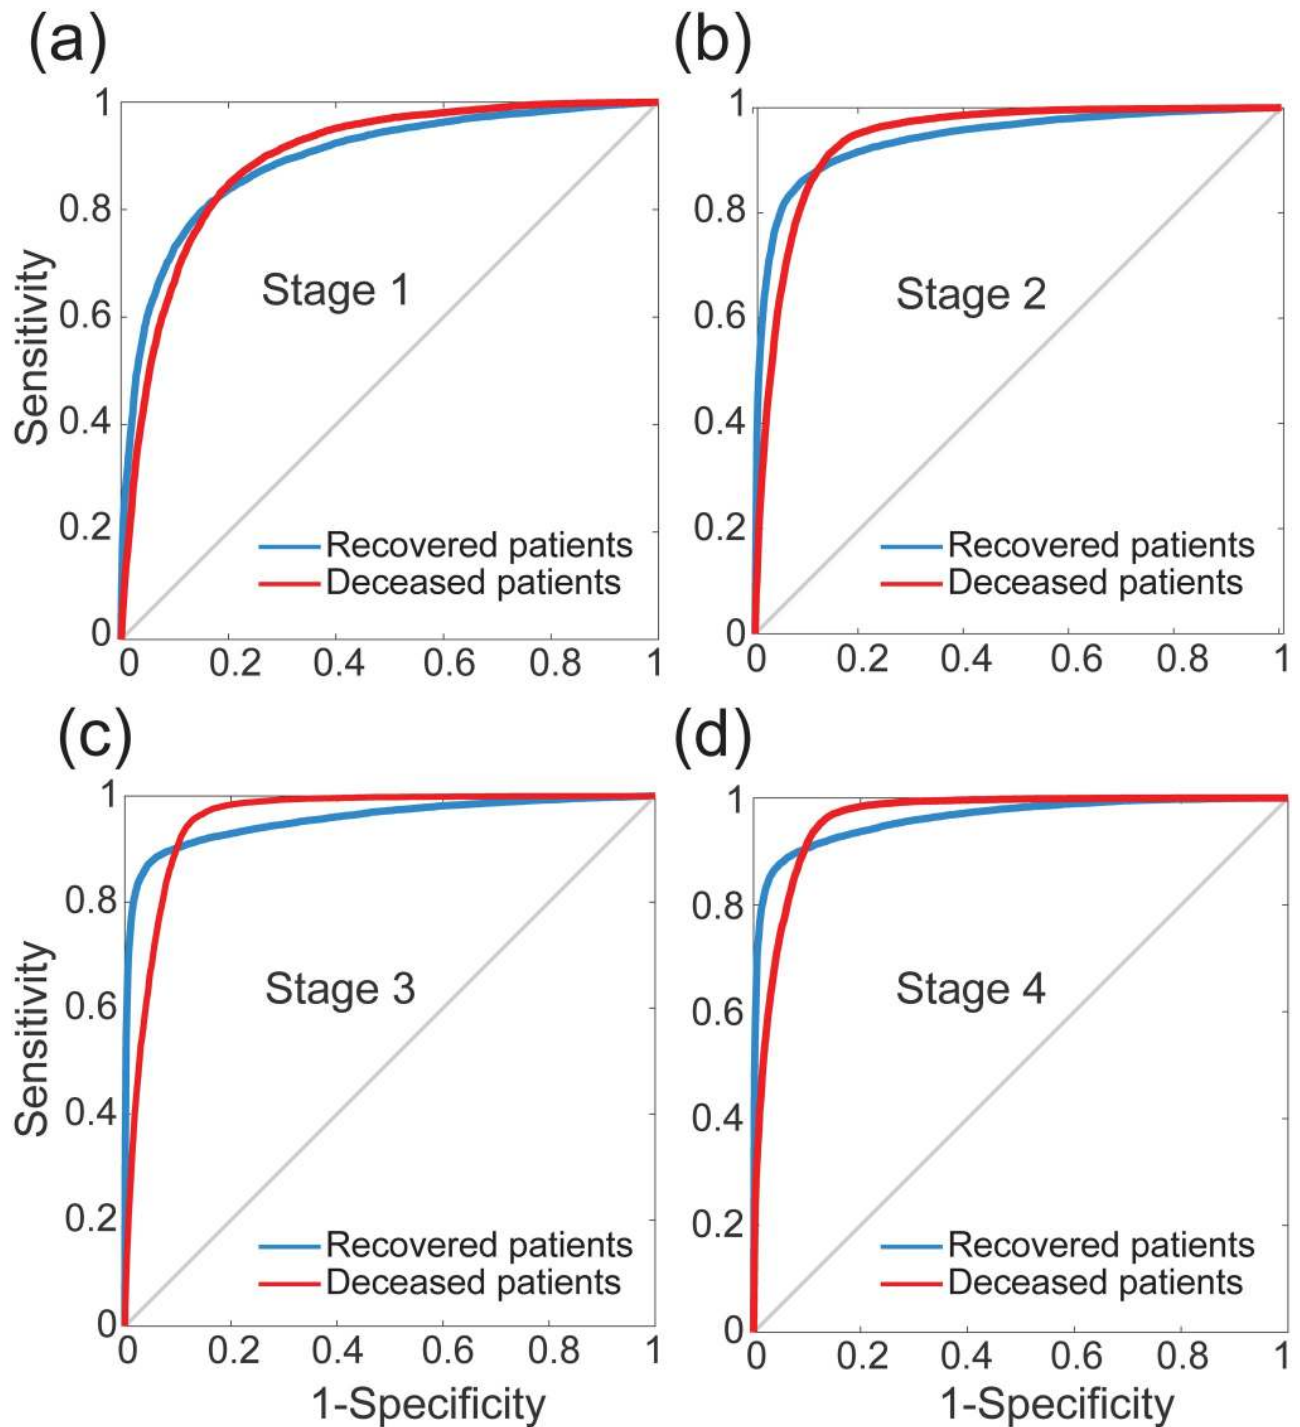 (a)
1
0.8
0.6
0.4
0.2
0
Sensitivity
Stage 1
Recovered patients
Deceased patients
0 0.2 0.4 0.6 0.8 1
(b)
1
0.8
0.6
0.4
0.2
0
Stage 2
Recovered patients
Deceased patients
0 0.2 0.4 0.6 0.8 1
(c)
1
0.8
0.6
0.4
0.2
0
Sensitivity
Stage 3
Recovered patients
Deceased patients
0 0.2 0.4 0.6 0.8 1
1-Specificity
(d)
1
0.8
0.6
0.4
0.2
0
Stage 4
Recovered patients
Deceased patients
0 0.2 0.4 0.6 0.8 1
1-Specificity